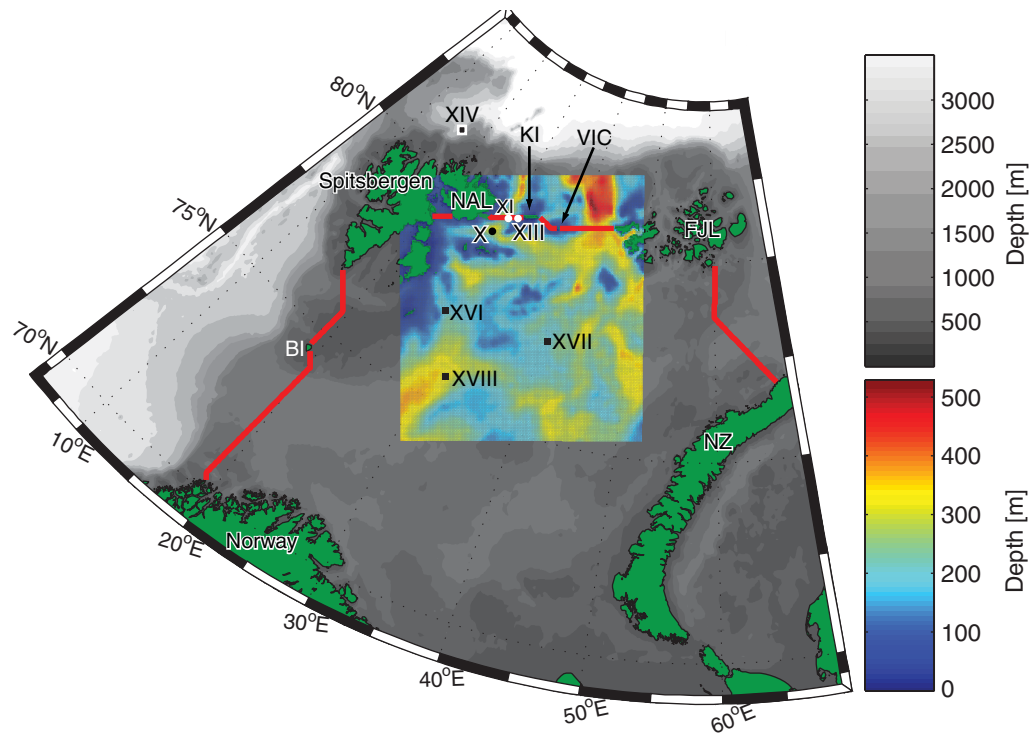 80°N
XIV
KI
VIC
3000
2500
Spitsbergen
NAL
XI
2000
75°N
X
XIII
FJL
1500
1000
XVI
500
70°N
BI
XVII
Depth [m]
XVIII
500
10°E
NZ
400
20°E
Norway
300
200
30°E
100
40°E
50°E
60°E
0
Depth [m]